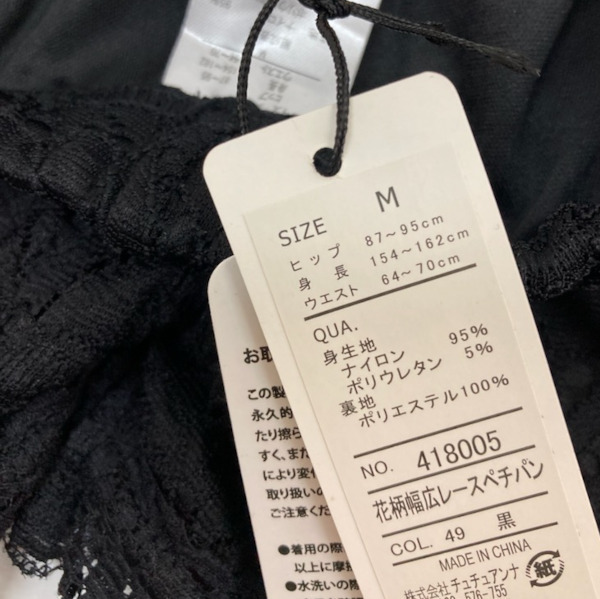 SIZE M
ヒップ 87～95cm
身長 154～162cm
ウエスト 64～70cm
QUA.
身生地
ナイロン 95%
ポリウレタン 5%
裏地
ポリエステル100%
NO. 418005
花柄幅広レースペチパン
COL. 49 黒
MADE IN CHINA
紙
株式会社 チュチュアンナ
576-755
お取
この製
永久的
たり擦ら
すく、また
により変
取り扱いの
ご注意くだ
●着用の際
以上に摩擦
●水洗いの際